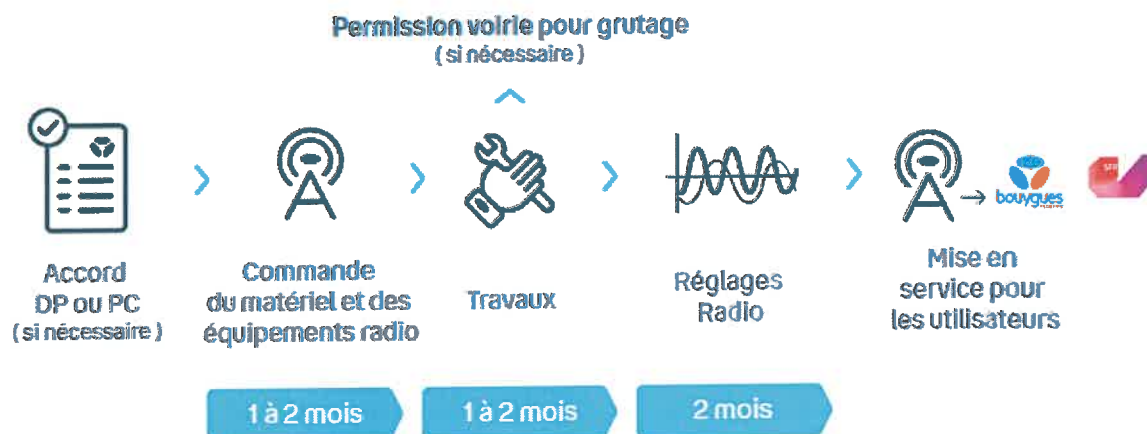 Permission voirie pour grutage
( si nécessaire )
Accord
DP ou PC
( si nécessaire )
Commande
du matériel et des
équipements radio
Travaux
Réglages
Radio
bouygues
SFR
Mise en
service pour
les utilisateurs
1 à 2 mois
1 à 2 mois
2 mois